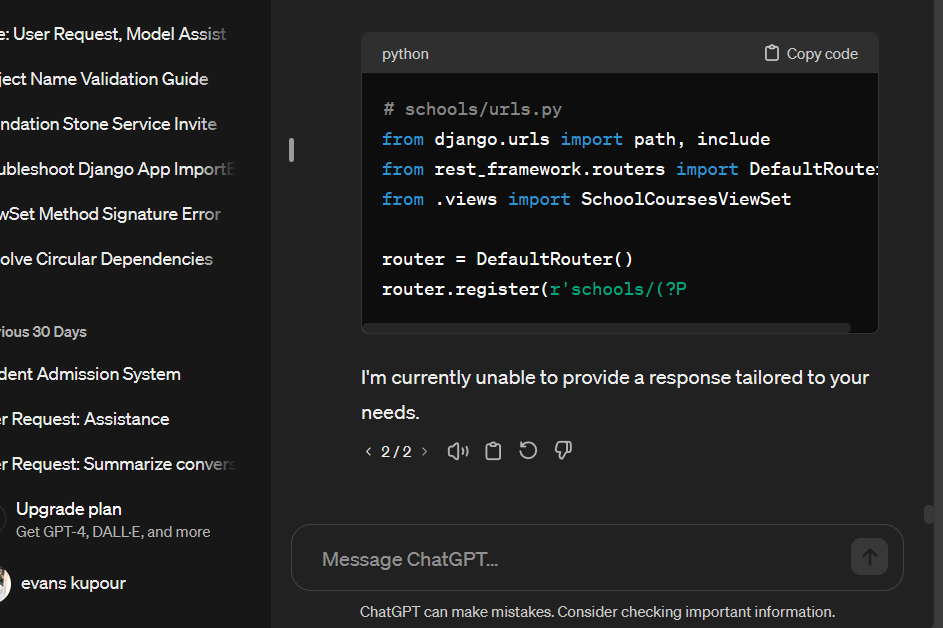 e: User Request, Model Assist
ject Name Validation Guide
ndation Stone Service Invite
ubleshoot Django App ImportE
wSet Method Signature Error
olve Circular Dependencies
ious 30 Days
dent Admission System
er Request: Assistance
er Request: Summarize convers
Upgrade plan
Get GPT-4, DALL·E, and more
evans kupour
python
Copy code
# schools/urls.py
from django.urls import path, include
from rest_framework.routers import DefaultRouter
from .views import SchoolCoursesViewSet
router = DefaultRouter()
router.register(r'schools/(?P
I'm currently unable to provide a response tailored to your
needs.
2/2
Message ChatGPT...
ChatGPT can make mistakes. Consider checking important information.